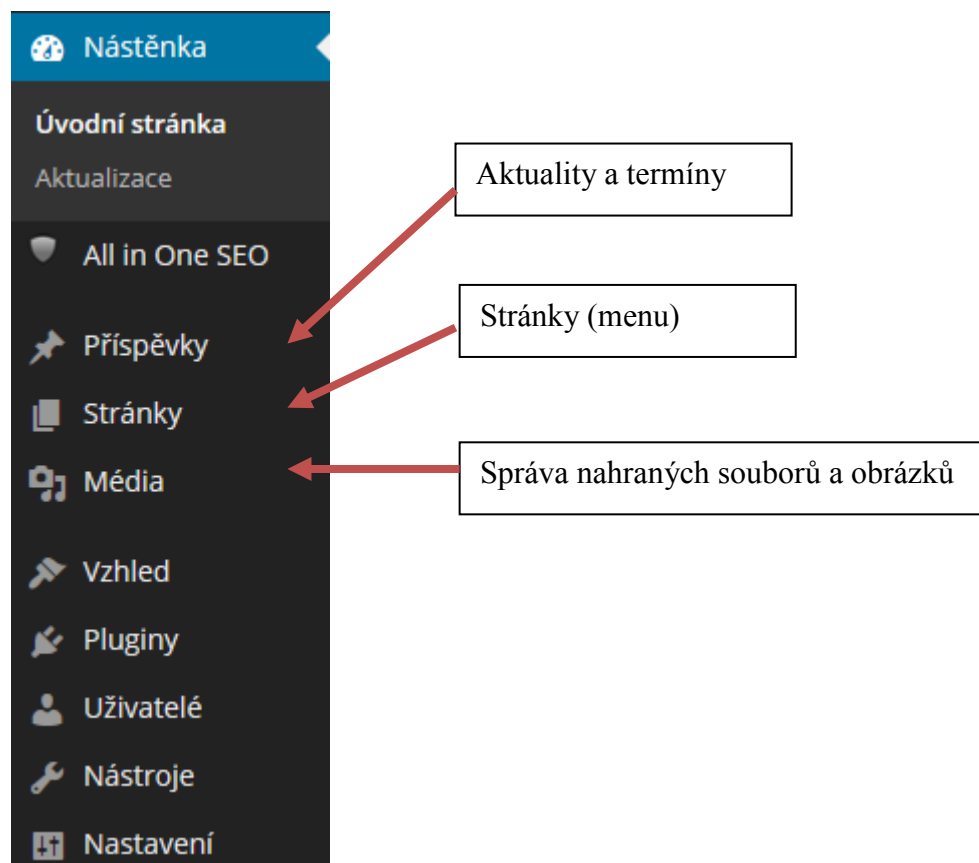 Nástěnka
Úvodní stránka
Aktualizace
All in One SEO
Příspěvky
Stránky
Média
Vzhled
Pluginy
Uživatelé
Nástroje
Nastavení
Aktuality a termíny
Stránky (menu)
Správa nahraných souborů a obrázků